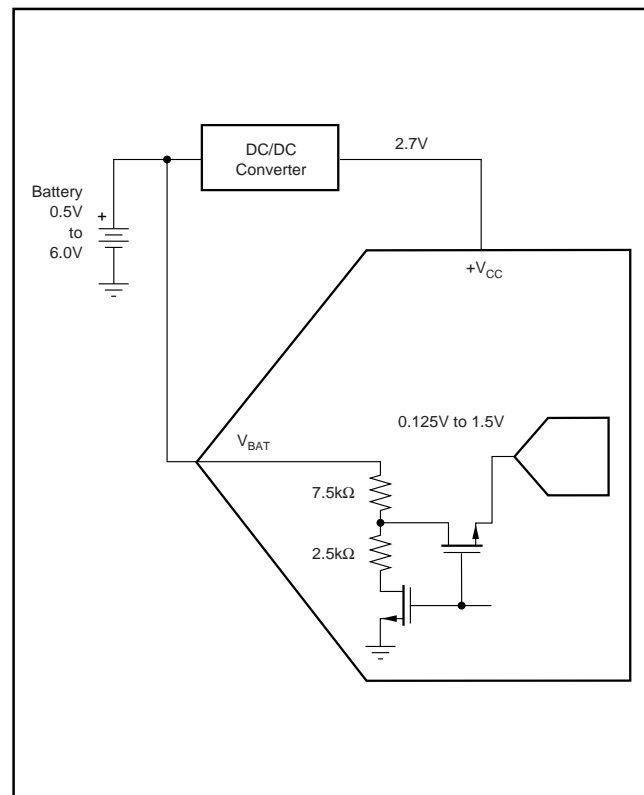 DC/DC
Converter
2.7V
Battery
0.5V
to
6.0V
+
+V_CC
0.125V to 1.5V
V_BAT
7.5kΩ
2.5kΩ